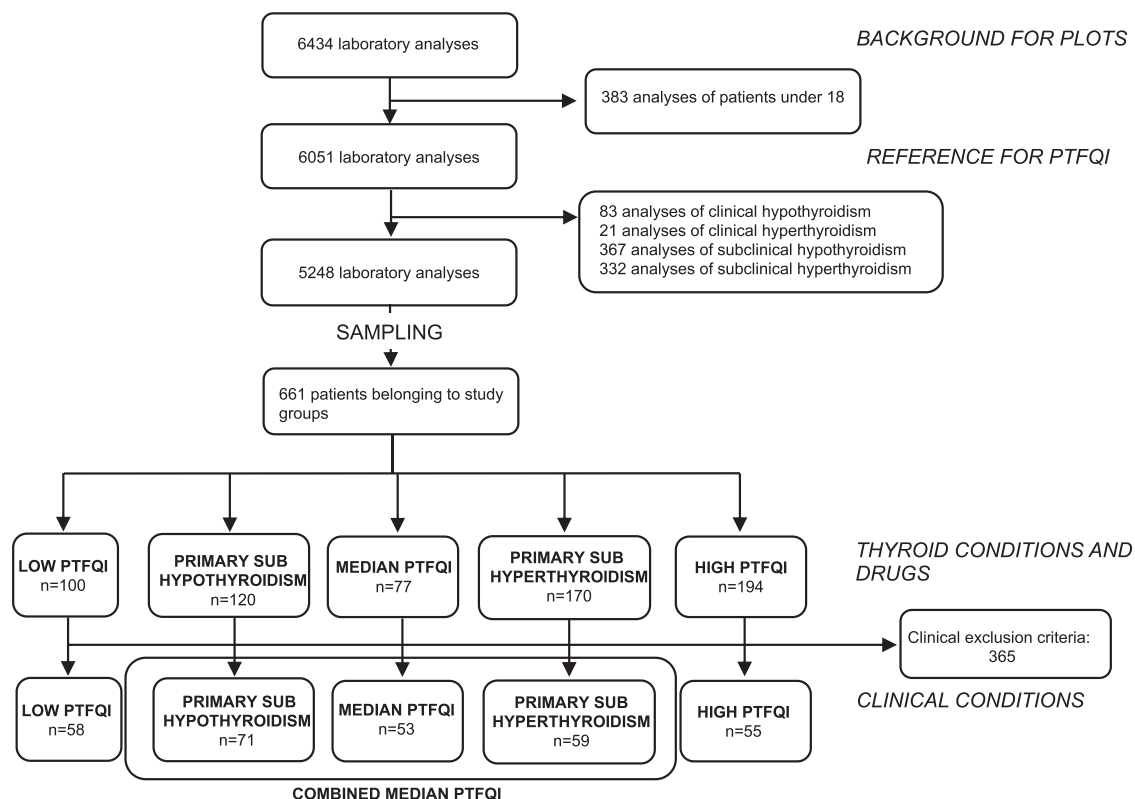 6434 laboratory analyses
BACKGROUND FOR PLOTS
383 analyses of patients under 18
6051 laboratory analyses
REFERENCE FOR PTFQI
83 analyses of clinical hypothyroidism
21 analyses of clinical hyperthyroidism
367 analyses of subclinical hypothyroidism
332 analyses of subclinical hyperthyroidism
5248 laboratory analyses
SAMPLING
661 patients belonging to study
groups
LOW PTFQI
n=100
PRIMARY SUB
HYPOTHYROIDISM
n=120
MEDIAN PTFQI
n=77
PRIMARY SUB
HYPERTHYROIDISM
n=170
HIGH PTFQI
n=194
THYROID CONDITIONS AND
DRUGS
Clinical exclusion criteria:
365
LOW PTFQI
n=58
PRIMARY SUB
HYPOTHYROIDISM
n=71
MEDIAN PTFQI
n=53
PRIMARY SUB
HYPERTHYROIDISM
n=59
HIGH PTFQI
n=55
CLINICAL CONDITIONS
COMBINED MEDIAN PTFQI